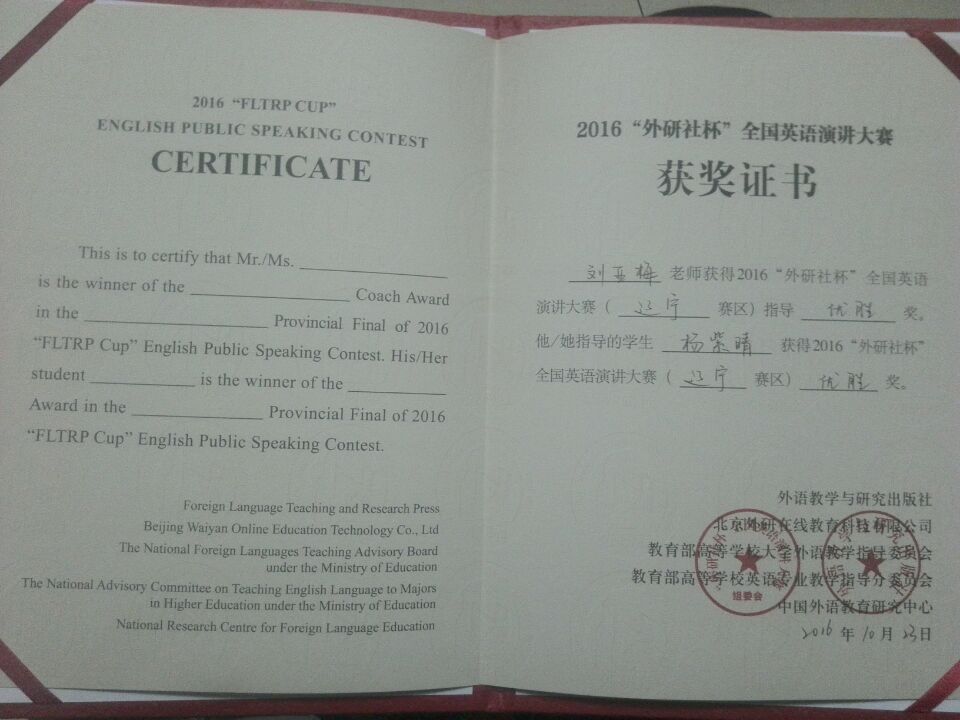 2016 “FLTRP CUP”
ENGLISH PUBLIC SPEAKING CONTEST
CERTIFICATE
This is to certify that Mr./Ms.
is the winner of the Coach Award
in the Provincial Final of 2016
“FLTRP Cup” English Public Speaking Contest. His/Her
student is the winner of the
Award in the Provincial Final of 2016
“FLTRP Cup” English Public Speaking Contest.
Foreign Language Teaching and Research Press
Beijing Waiyan Online Education Technology Co., Ltd
The National Foreign Languages Teaching Advisory Board
under the Ministry of Education
The National Advisory Committee on Teaching English Language to Majors
in Higher Education under the Ministry of Education
National Research Centre for Foreign Language Education
2016“外研社杯”全国英语演讲大赛
获奖证书
刘亚梅 老师获得2016“外研社杯”全国英语
演讲大赛（ 辽宁 赛区）指导 优胜 奖。
他/她指导的学生 杨紫晴 获得2016“外研社杯”
全国英语演讲大赛（ 辽宁 赛区） 优胜 奖。
外语教学与研究出版社
北京外研在线教育科技有限公司
教育部高等学校大学外语教学指导委员会
教育部高等学校英语专业教学指导分委员会
中国外语教育研究中心
2016 年 10 月 23 日
组委会